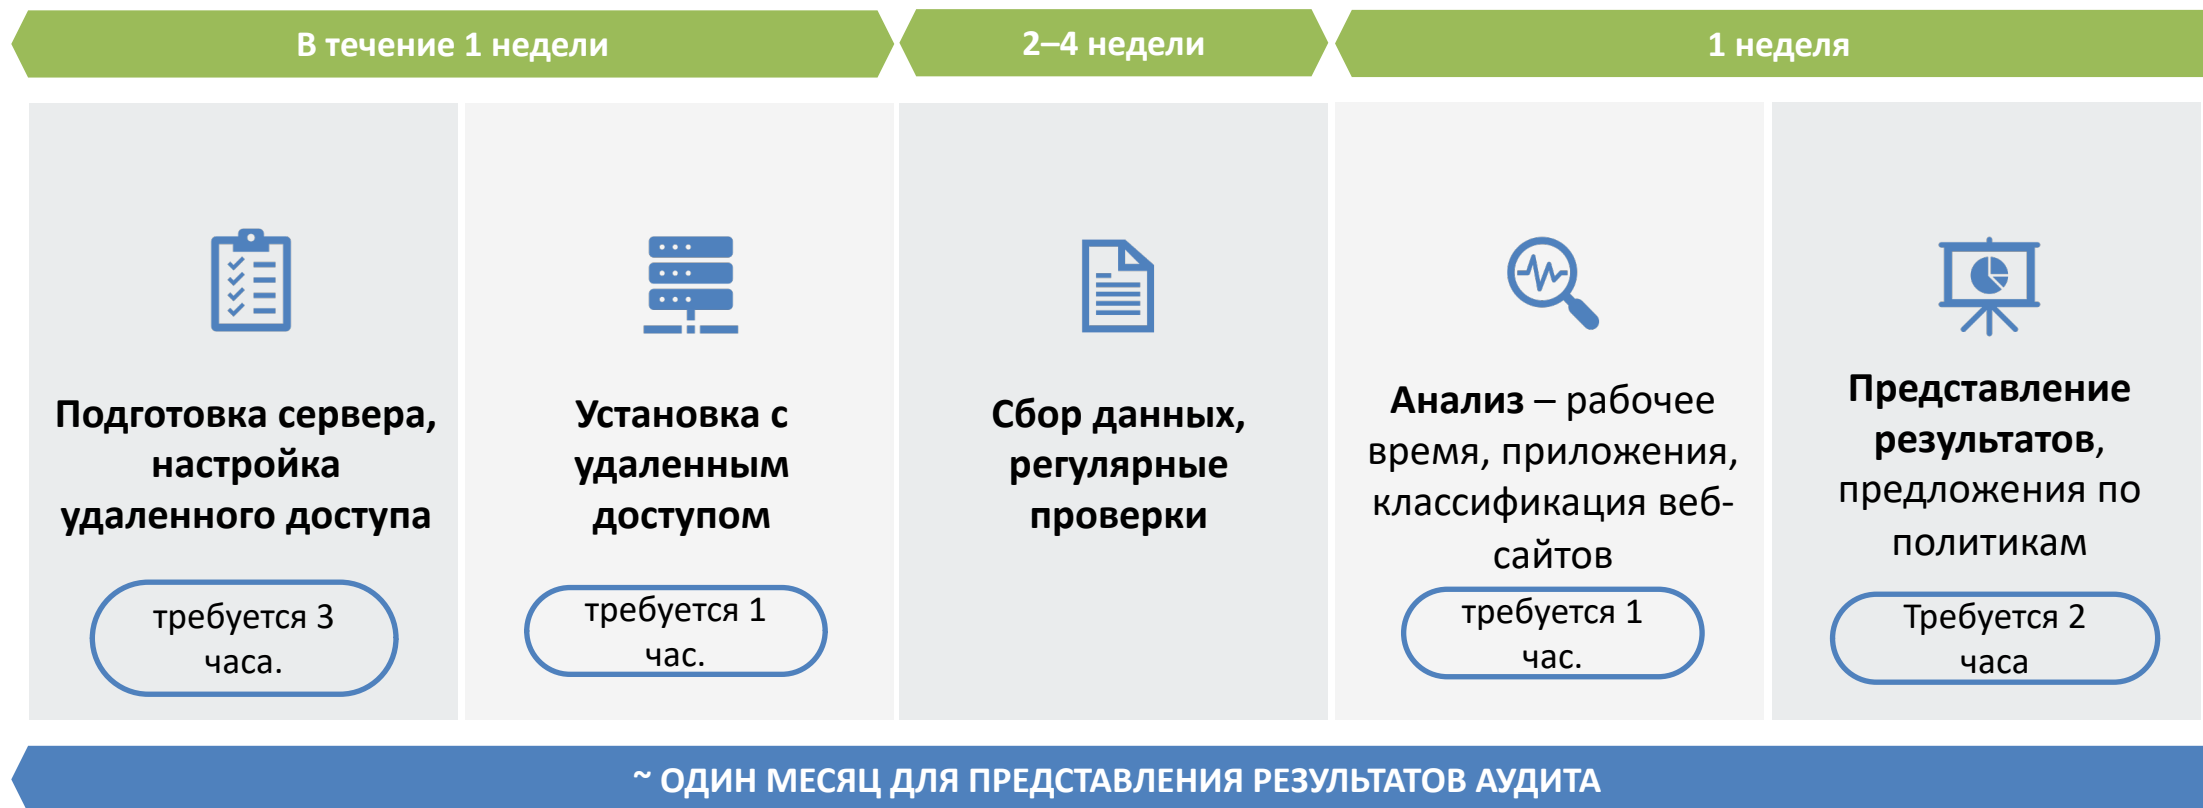 В течение 1 недели
2–4 недели
1 неделя
Подготовка сервера,
настройка
удаленного доступа
требуется 3
часа.
Установка с
удаленным
доступом
требуется 1
час.
Сбор данных,
регулярные
проверки
Анализ – рабочее
время, приложения,
классификация веб-
сайтов
требуется 1
час.
Представление
результатов,
предложения по
политикам
Требуется 2
часа
~ ОДИН МЕСЯЦ ДЛЯ ПРЕДСТАВЛЕНИЯ РЕЗУЛЬТАТОВ АУДИТА